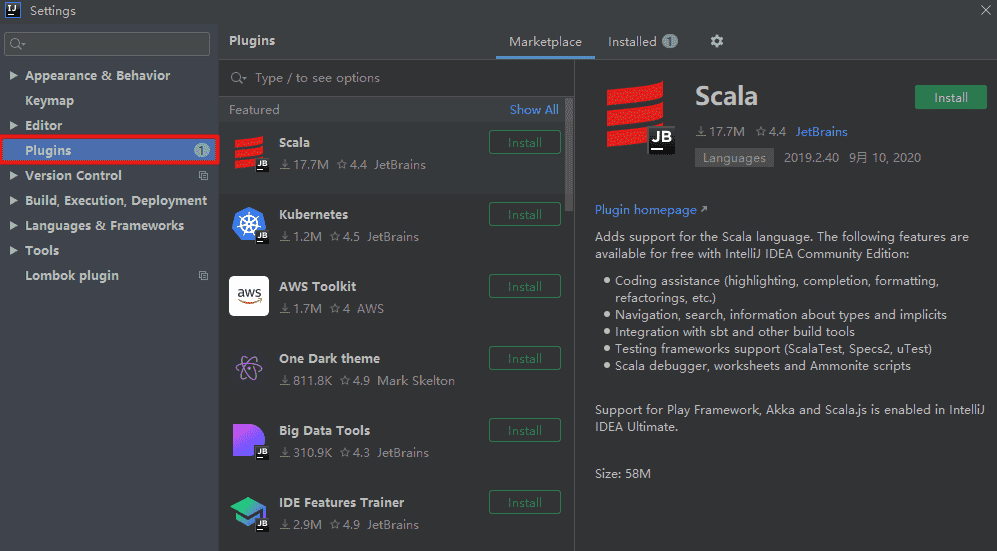 IJ Settings
Plugins Marketplace Installed 1
Appearance & Behavior
Keymap
Editor
Plugins 1
Version Control
Build, Execution, Deployment
Languages & Frameworks
Tools
Lombok plugin
Type / to see options
Featured Show All
Scala Install
17.7M 4.4 JetBrains
JB
Kubernetes Install
1.2M 4.5 JetBrains
JB
aws
AWS Toolkit Install
1.7M 4 AWS
One Dark theme Install
811.8K 4.9 Mark Skelton
Big Data Tools Install
310.9K 4.3 JetBrains
JB
IDE Features Trainer Install
2.9M 4.9 JetBrains
JB
Scala Install
JB
17.7M 4.4 JetBrains
Languages 2019.2.40 9月 10, 2020
Plugin homepage ↗
Adds support for the Scala language. The following features are
available for free with IntelliJ IDEA Community Edition:
• Coding assistance (highlighting, completion, formatting,
refactorings, etc.)
• Navigation, search, information about types and implicits
• Integration with sbt and other build tools
• Testing frameworks support (ScalaTest, Specs2, uTest)
• Scala debugger, worksheets and Ammonite scripts
Support for Play Framework, Akka and Scala.js is enabled in IntelliJ
IDEA Ultimate.
Size: 58M